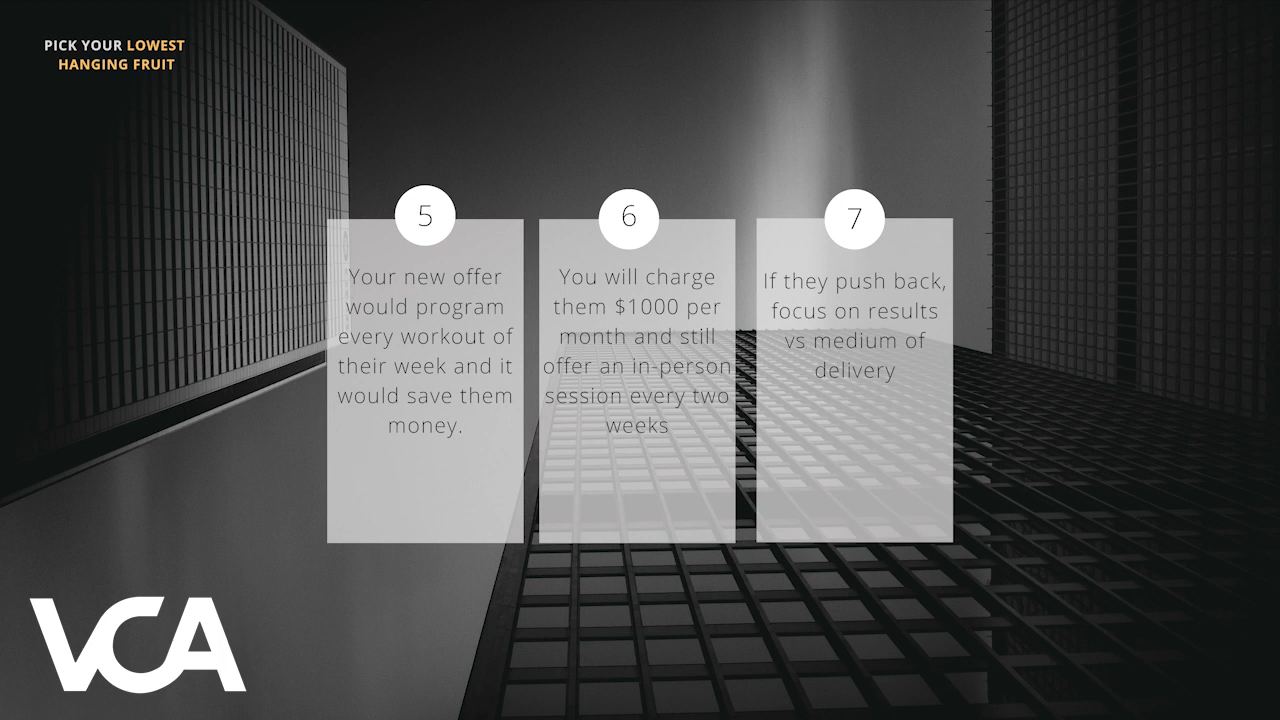 PICK YOUR LOWEST
HANGING FRUIT
5
Your new offer
would program
every workout of
their week and it
would save them
money.
6
You will charge
them $1000 per
month and still
offer an in-person
session every two
weeks
7
If they push back,
focus on results
vs medium of
delivery
VCA